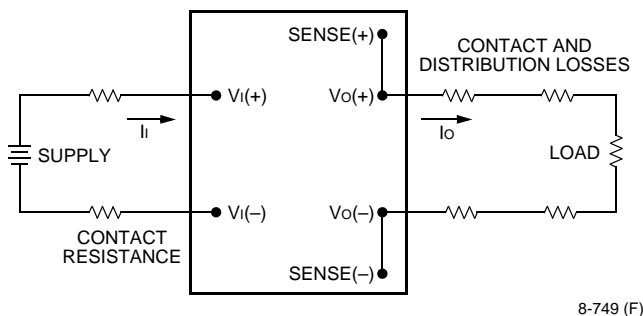 SENSE(+)
CONTACT AND
DISTRIBUTION LOSSES
VI(+)
VO(+)
II
IO
SUPPLY
LOAD
VI(–)
VO(–)
CONTACT
RESISTANCE
SENSE(–)
8-749 (F)